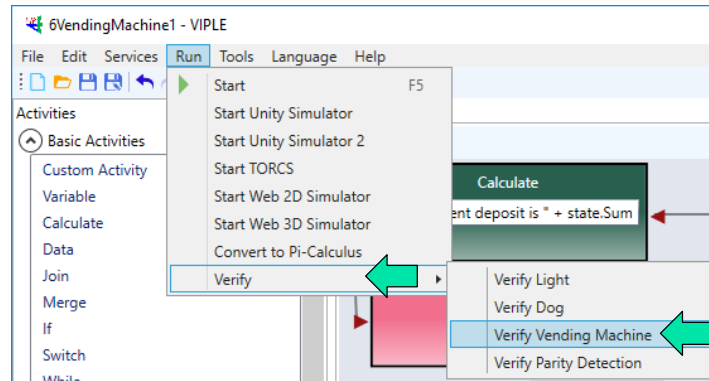 6VendingMachine1 - VIPLE
File Edit Services Run Tools Language Help
Activities
Basic Activities
Custom Activity
Variable
Calculate
Data
Join
Merge
If
Switch
While
Start F5
Start Unity Simulator
Start Unity Simulator 2
Start TORCS
Start Web 2D Simulator
Start Web 3D Simulator
Convert to Pi-Calculus
Verify
Calculate
ent deposit is " + state.Sum
Verify Light
Verify Dog
Verify Vending Machine
Verify Parity Detection